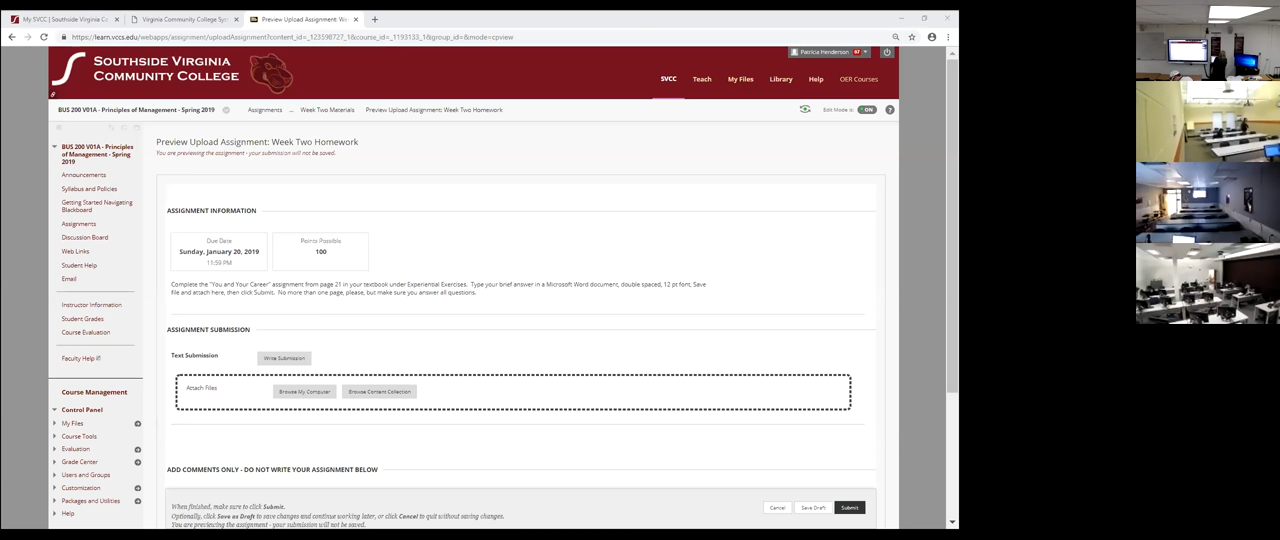 My SVCC | Southside Virginia Co
Virginia Community College Sys
Preview Upload Assignment: We
https://learn.vccs.edu/webapps/assignment/uploadAssignment?content_id=_123598727_1&course_id=_1193133_1&group_id=&mode=cpview
SOUTHSIDE VIRGINIA
COMMUNITY COLLEGE
Patricia Henderson 97
SVCC Teach My Files Library Help OER Courses
BUS 200 V01A - Principles of Management - Spring 2019 Assignments ... Week Two Materials Preview Upload Assignment: Week Two Homework Edit Mode is: ON ?
BUS 200 V01A - Principles
of Management - Spring
2019
Announcements
Syllabus and Policies
Getting Started Navigating
Blackboard
Assignments
Discussion Board
Web Links
Student Help
Email
Instructor Information
Student Grades
Course Evaluation
Faculty Help
Course Management
Control Panel
My Files
Course Tools
Evaluation
Grade Center
Users and Groups
Customization
Packages and Utilities
Help
Preview Upload Assignment: Week Two Homework
You are previewing the assignment - your submission will not be saved.
ASSIGNMENT INFORMATION
Due Date
Sunday, January 20, 2019
11:59 PM
Points Possible
100
Complete the "You and Your Career" assignment from page 21 in your textbook under Experiential Exercises. Type your brief answer in a Microsoft Word document, double spaced, 12 pt font, Save
file and attach here, then click Submit. No more than one page, please, but make sure you answer all questions.
ASSIGNMENT SUBMISSION
Text Submission Write Submission
Attach Files Browse My Computer Browse Content Collection
ADD COMMENTS ONLY - DO NOT WRITE YOUR ASSIGNMENT BELOW
When finished, make sure to click Submit.
Optionally, click Save as Draft to save changes and continue working later, or click Cancel to quit without saving changes.
You are previewing the assignment - your submission will not be saved.
Cancel Save Draft Submit